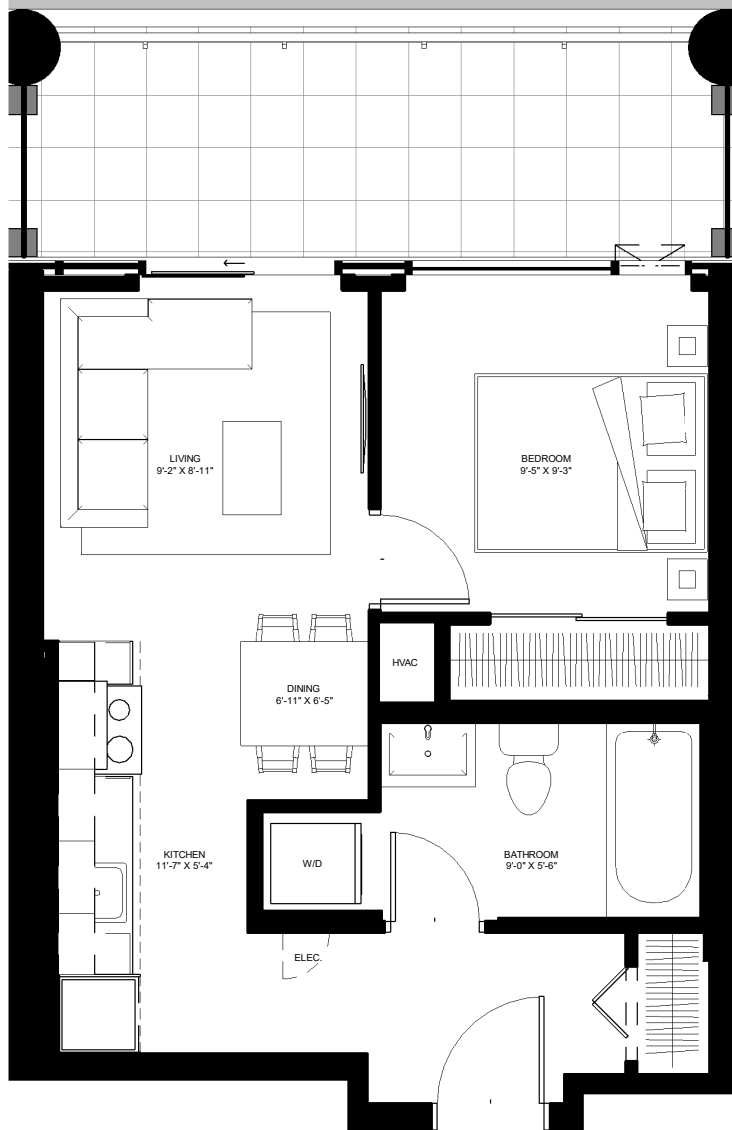 LIVING
9'-2" X 8'-11"
BEDROOM
9'-5" X 9'-3"
HVAC
DINING
6'-11" X 6'-5"
KITCHEN
11'-7" X 5'-4"
W/D
BATHROOM
9'-0" X 5'-6"
ELEC.